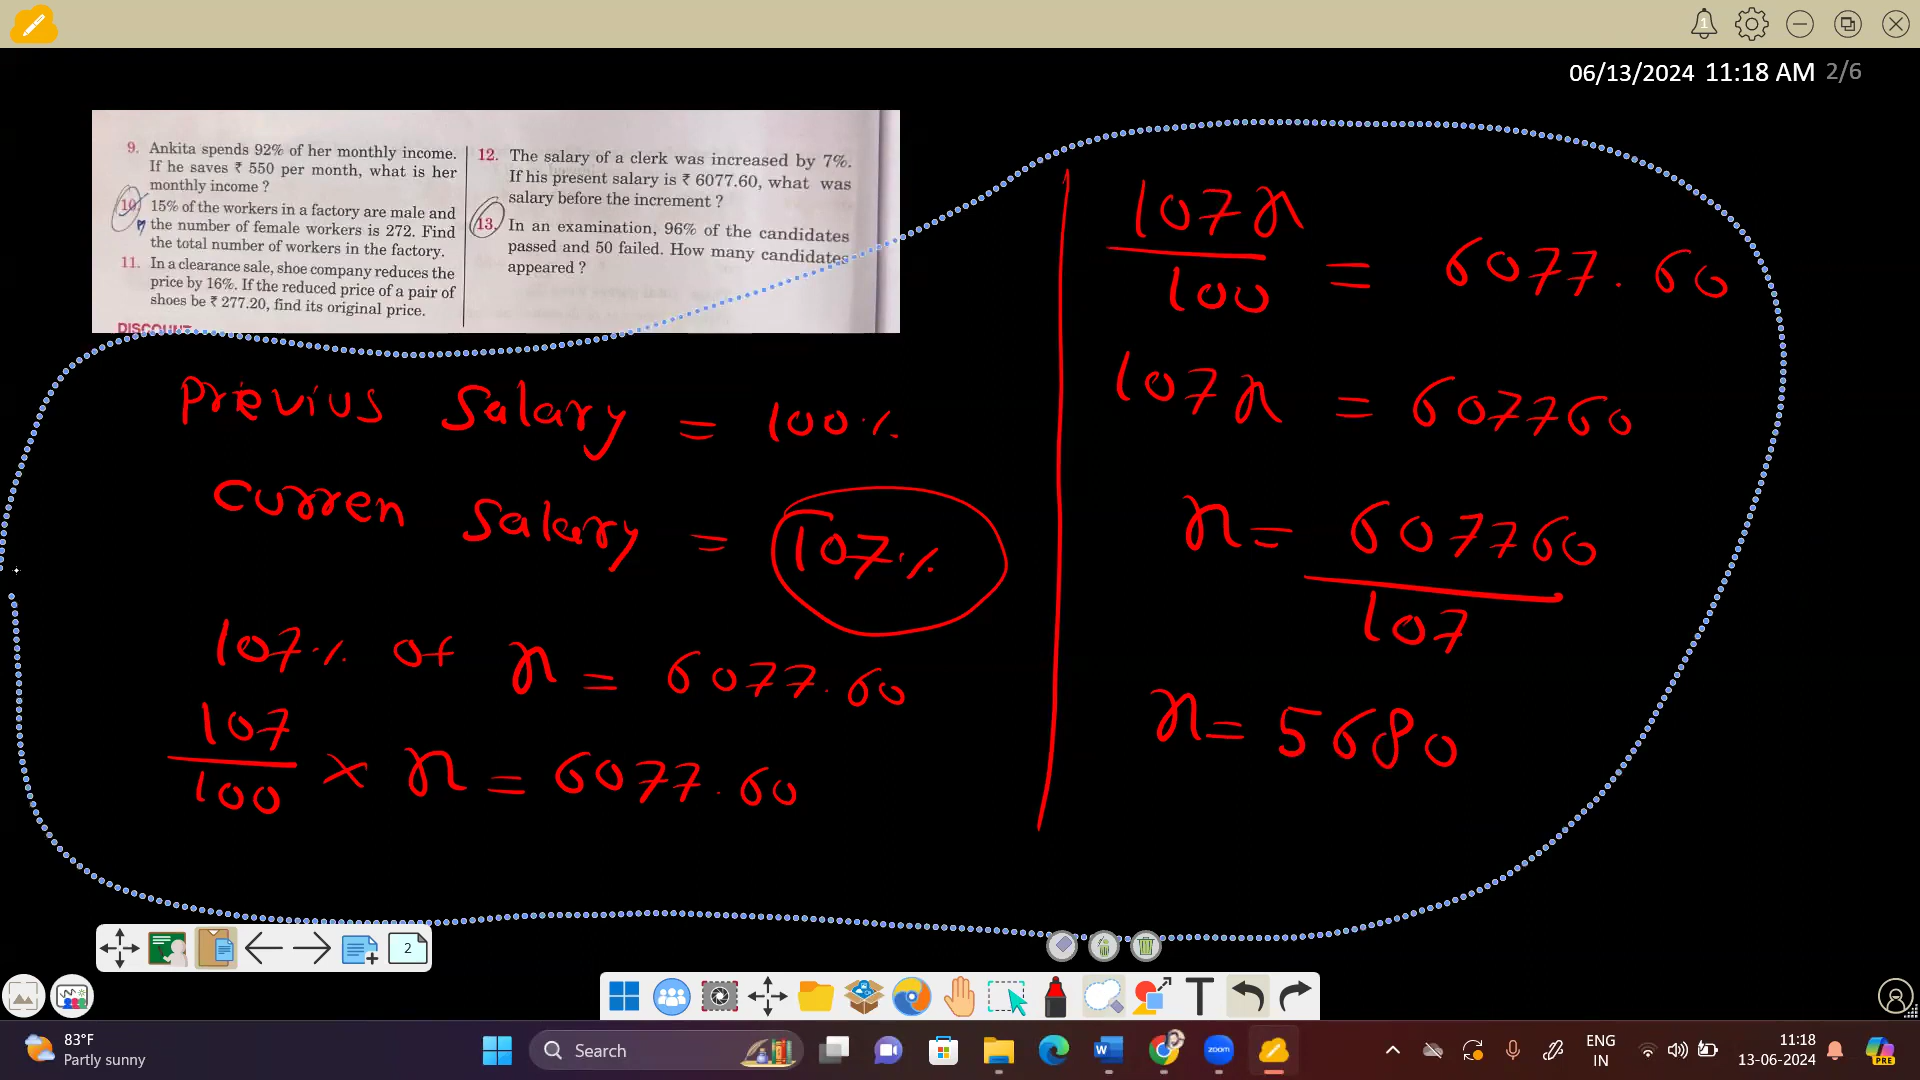 06/13/2024 11:18 AM 2/6
9. Ankita spends 92% of her monthly income.
If he saves ₹ 550 per month, what is her
monthly income ?
10. 15% of the workers in a factory are male and
the number of female workers is 272. Find
the total number of workers in the factory.
11. In a clearance sale, shoe company reduces the
price by 16%. If the reduced price of a pair of
shoes be ₹ 277.20, find its original price.
DISCOUNT
12. The salary of a clerk was increased by 7%.
If his present salary is ₹ 6077.60, what was
salary before the increment ?
13. In an examination, 96% of the candidates
passed and 50 failed. How many candidates
appeared ?
Previus Salary = 100%
Curren Salary = 107%
107% of x = 6077.60
107/100 × x = 6077.60
107x/100 = 6077.60
107x = 607760
x = 607760/107
x = 5680
2
83°F
Partly sunny
Search
zoom
ENG
IN
11:18
13-06-2024
PRE